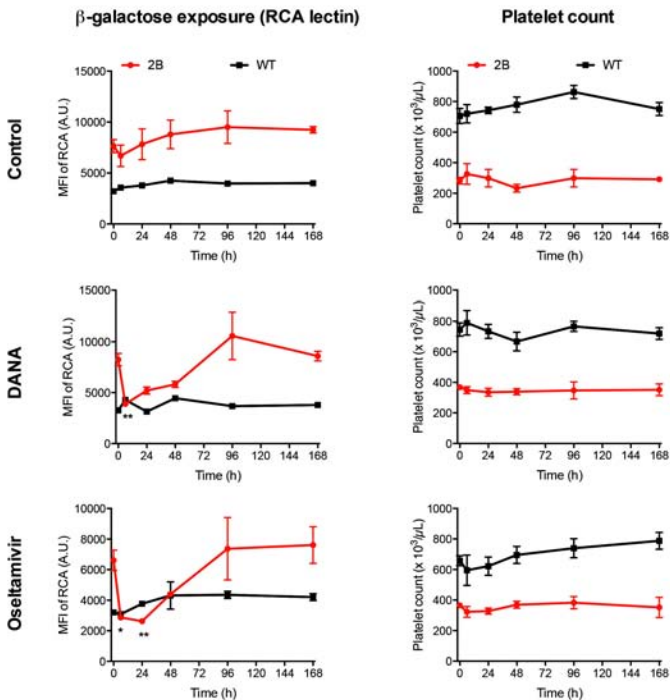 β-galactose exposure (RCA lectin)
Platelet count
Control
2B WT
MFI of RCA (A.U.)
15000
10000
5000
0
0 24 48 72 96 120 144 168
Time (h)
2B WT
Platelet count (x 10³/µL)
1000
800
600
400
200
0
0 24 48 72 96 120 144 168
Time (h)
DANA
MFI of RCA (A.U.)
15000
10000
5000
0
**
0 24 48 72 96 120 144 168
Time (h)
Platelet count (x 10³/µL)
1000
800
600
400
200
0
0 24 48 72 96 120 144 168
Time (h)
Oseltamivir
MFI of RCA (A.U.)
10000
8000
6000
4000
2000
0
* **
0 24 48 72 96 120 144 168
Time (h)
Platelet count (x 10³/µL)
1000
800
600
400
200
0
0 24 48 72 96 120 144 168
Time (h)